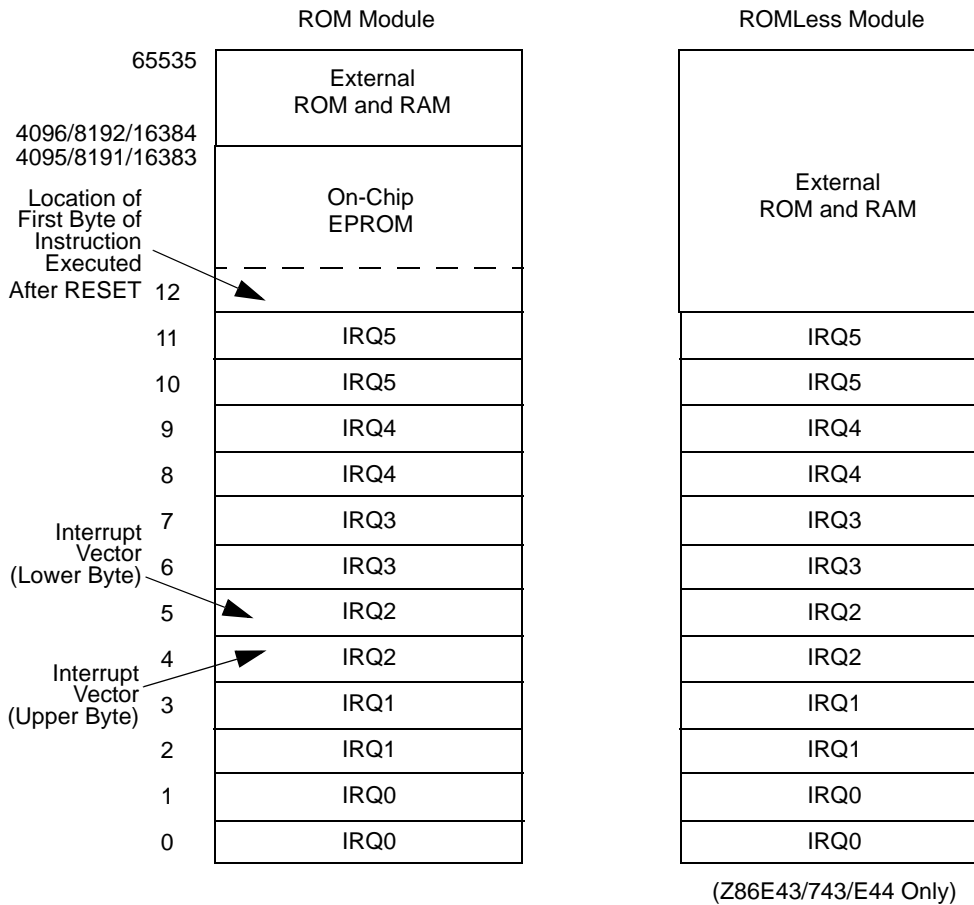 ROM Module
ROMLess Module
65535
External
ROM and RAM
4096/8192/16384
4095/8191/16383
On-Chip
EPROM
Location of
First Byte of
Instruction
Executed
After RESET 12
External
ROM and RAM
11 IRQ5 IRQ5
10 IRQ5 IRQ5
9 IRQ4 IRQ4
8 IRQ4 IRQ4
7 IRQ3 IRQ3
Interrupt
Vector
(Lower Byte)
6 IRQ3 IRQ3
5 IRQ2 IRQ2
4 IRQ2 IRQ2
Interrupt
Vector
(Upper Byte)
3 IRQ1 IRQ1
2 IRQ1 IRQ1
1 IRQ0 IRQ0
0 IRQ0 IRQ0
(Z86E43/743/E44 Only)